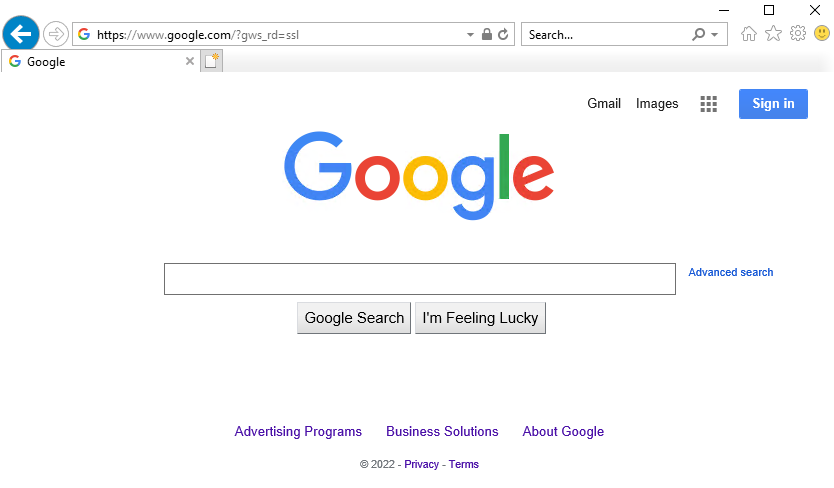 https://www.google.com/?gws_rd=ssl
Search...
Google
Gmail Images Sign in
Google
Advanced search
Google Search I'm Feeling Lucky
Advertising Programs Business Solutions About Google
© 2022 - Privacy - Terms